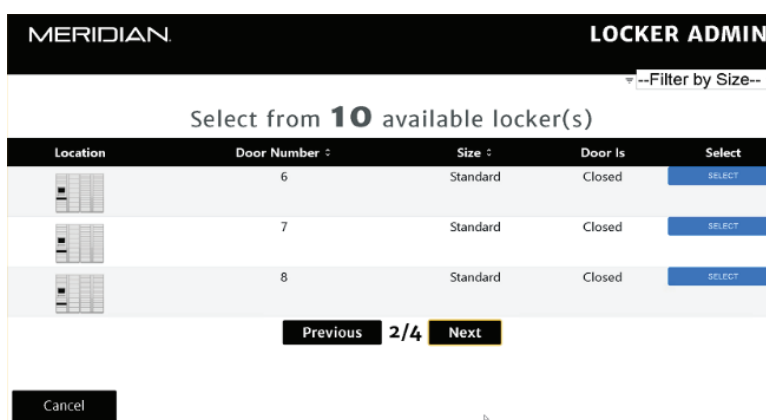 MERIDIAN. LOCKER ADMIN
--Filter by Size--
Select from 10 available locker(s)
Location Door Number Size Door Is Select
6 Standard Closed SELECT
7 Standard Closed SELECT
8 Standard Closed SELECT
Previous 2/4 Next
Cancel